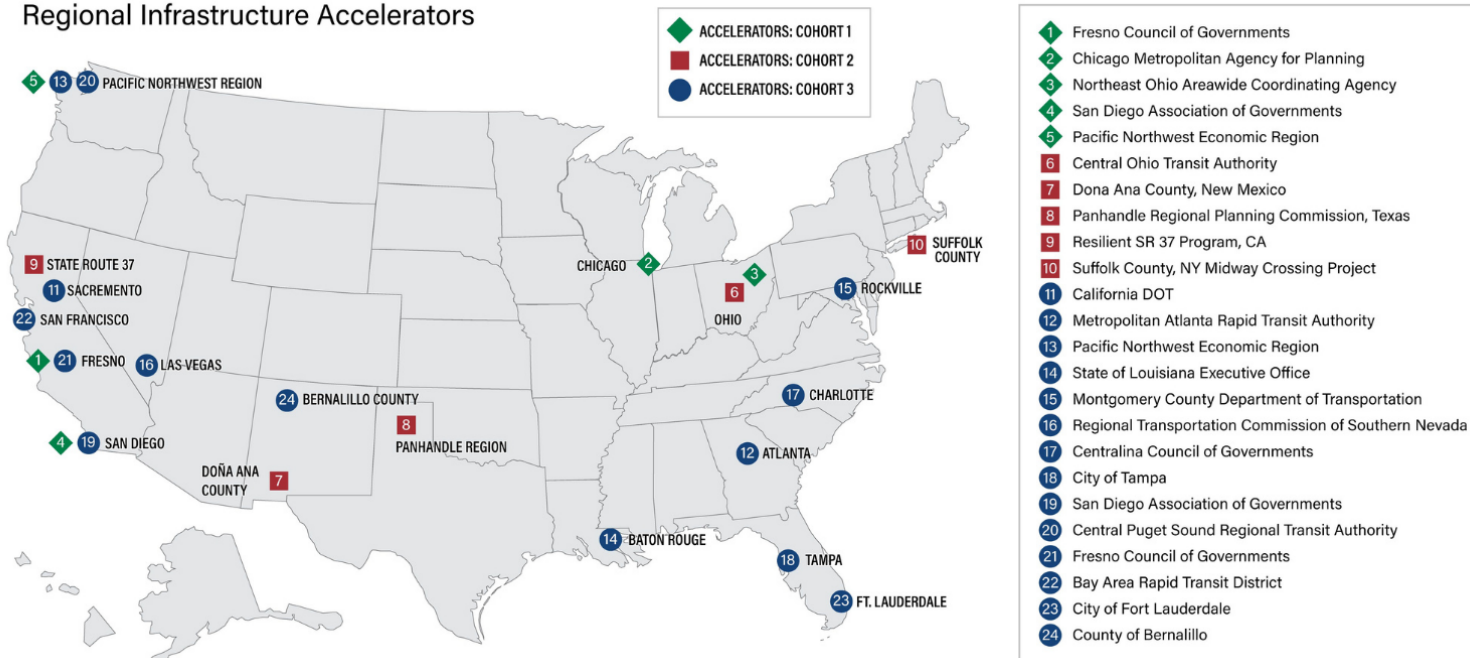 Regional Infrastructure Accelerators
ACCELERATORS: COHORT 1
ACCELERATORS: COHORT 2
ACCELERATORS: COHORT 3
5 13 20 PACIFIC NORTHWEST REGION
9 STATE ROUTE 37
11 SACRAMENTO
22 SAN FRANCISCO
1 21 FRESNO
16 LAS VEGAS
4 19 SAN DIEGO
24 BERNALILLO COUNTY
8
PANHANDLE REGION
DOÑA ANA
COUNTY
7
CHICAGO 2
3
6
OHIO
10 SUFFOLK
COUNTY
15 ROCKVILLE
17 CHARLOTTE
12 ATLANTA
14 BATON ROUGE
18 TAMPA
23 FT. LAUDERDALE
1 Fresno Council of Governments
2 Chicago Metropolitan Agency for Planning
3 Northeast Ohio Areawide Coordinating Agency
4 San Diego Association of Governments
5 Pacific Northwest Economic Region
6 Central Ohio Transit Authority
7 Dona Ana County, New Mexico
8 Panhandle Regional Planning Commission, Texas
9 Resilient SR 37 Program, CA
10 Suffolk County, NY Midway Crossing Project
11 California DOT
12 Metropolitan Atlanta Rapid Transit Authority
13 Pacific Northwest Economic Region
14 State of Louisiana Executive Office
15 Montgomery County Department of Transportation
16 Regional Transportation Commission of Southern Nevada
17 Centralina Council of Governments
18 City of Tampa
19 San Diego Association of Governments
20 Central Puget Sound Regional Transit Authority
21 Fresno Council of Governments
22 Bay Area Rapid Transit District
23 City of Fort Lauderdale
24 County of Bernalillo